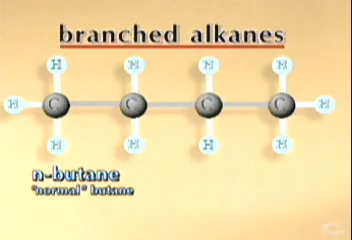 branched alkanes
H H H H
H C C C C H
H H H H
n-butane
"normal" butane